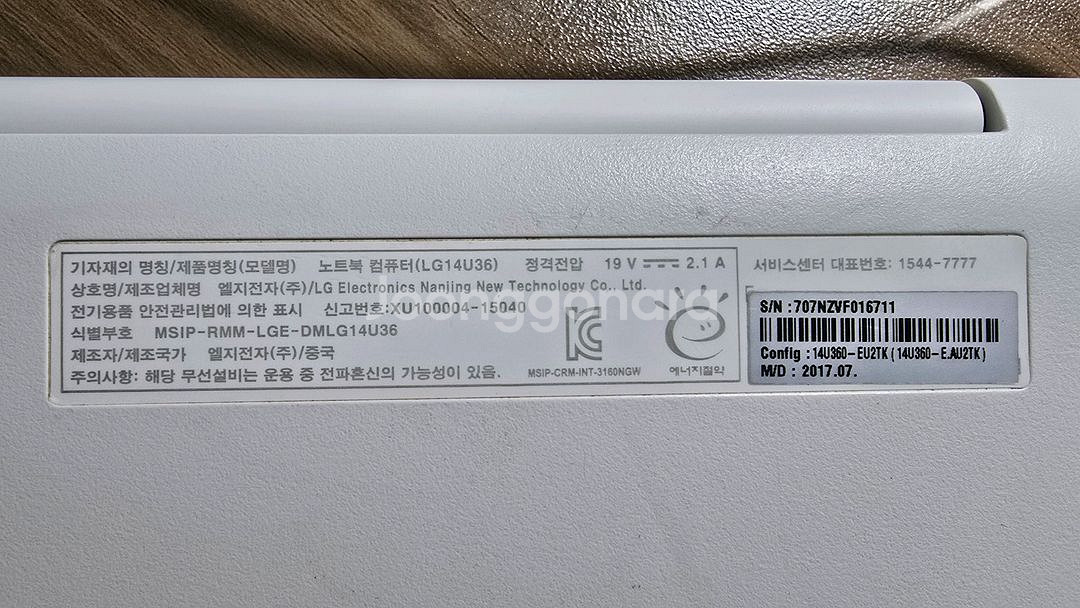 기자재의 명칭/제품명칭(모델명) 노트북 컴퓨터(LG14U36) 정격전압 19 V 2.1 A
상호명/제조업체명 엘지전자(주)/LG Electronics Nanjing New Technology Co., Ltd.
전기용품 안전관리법에 의한 표시 신고번호:XU100004-15040
식별부호 MSIP-RMM-LGE-DMLG14U36
제조자/제조국가 엘지전자(주)/중국
주의사항: 해당 무선설비는 운용 중 전파혼신의 가능성이 있음.
MSIP-CRM-INT-3160NGW
에너지절약
서비스센터 대표번호: 1544-7777
S/N :707NZVF016711
Config :14U360-EU2TK(14U360-E.AU2TK)
M/D : 2017.07.
joonggonara